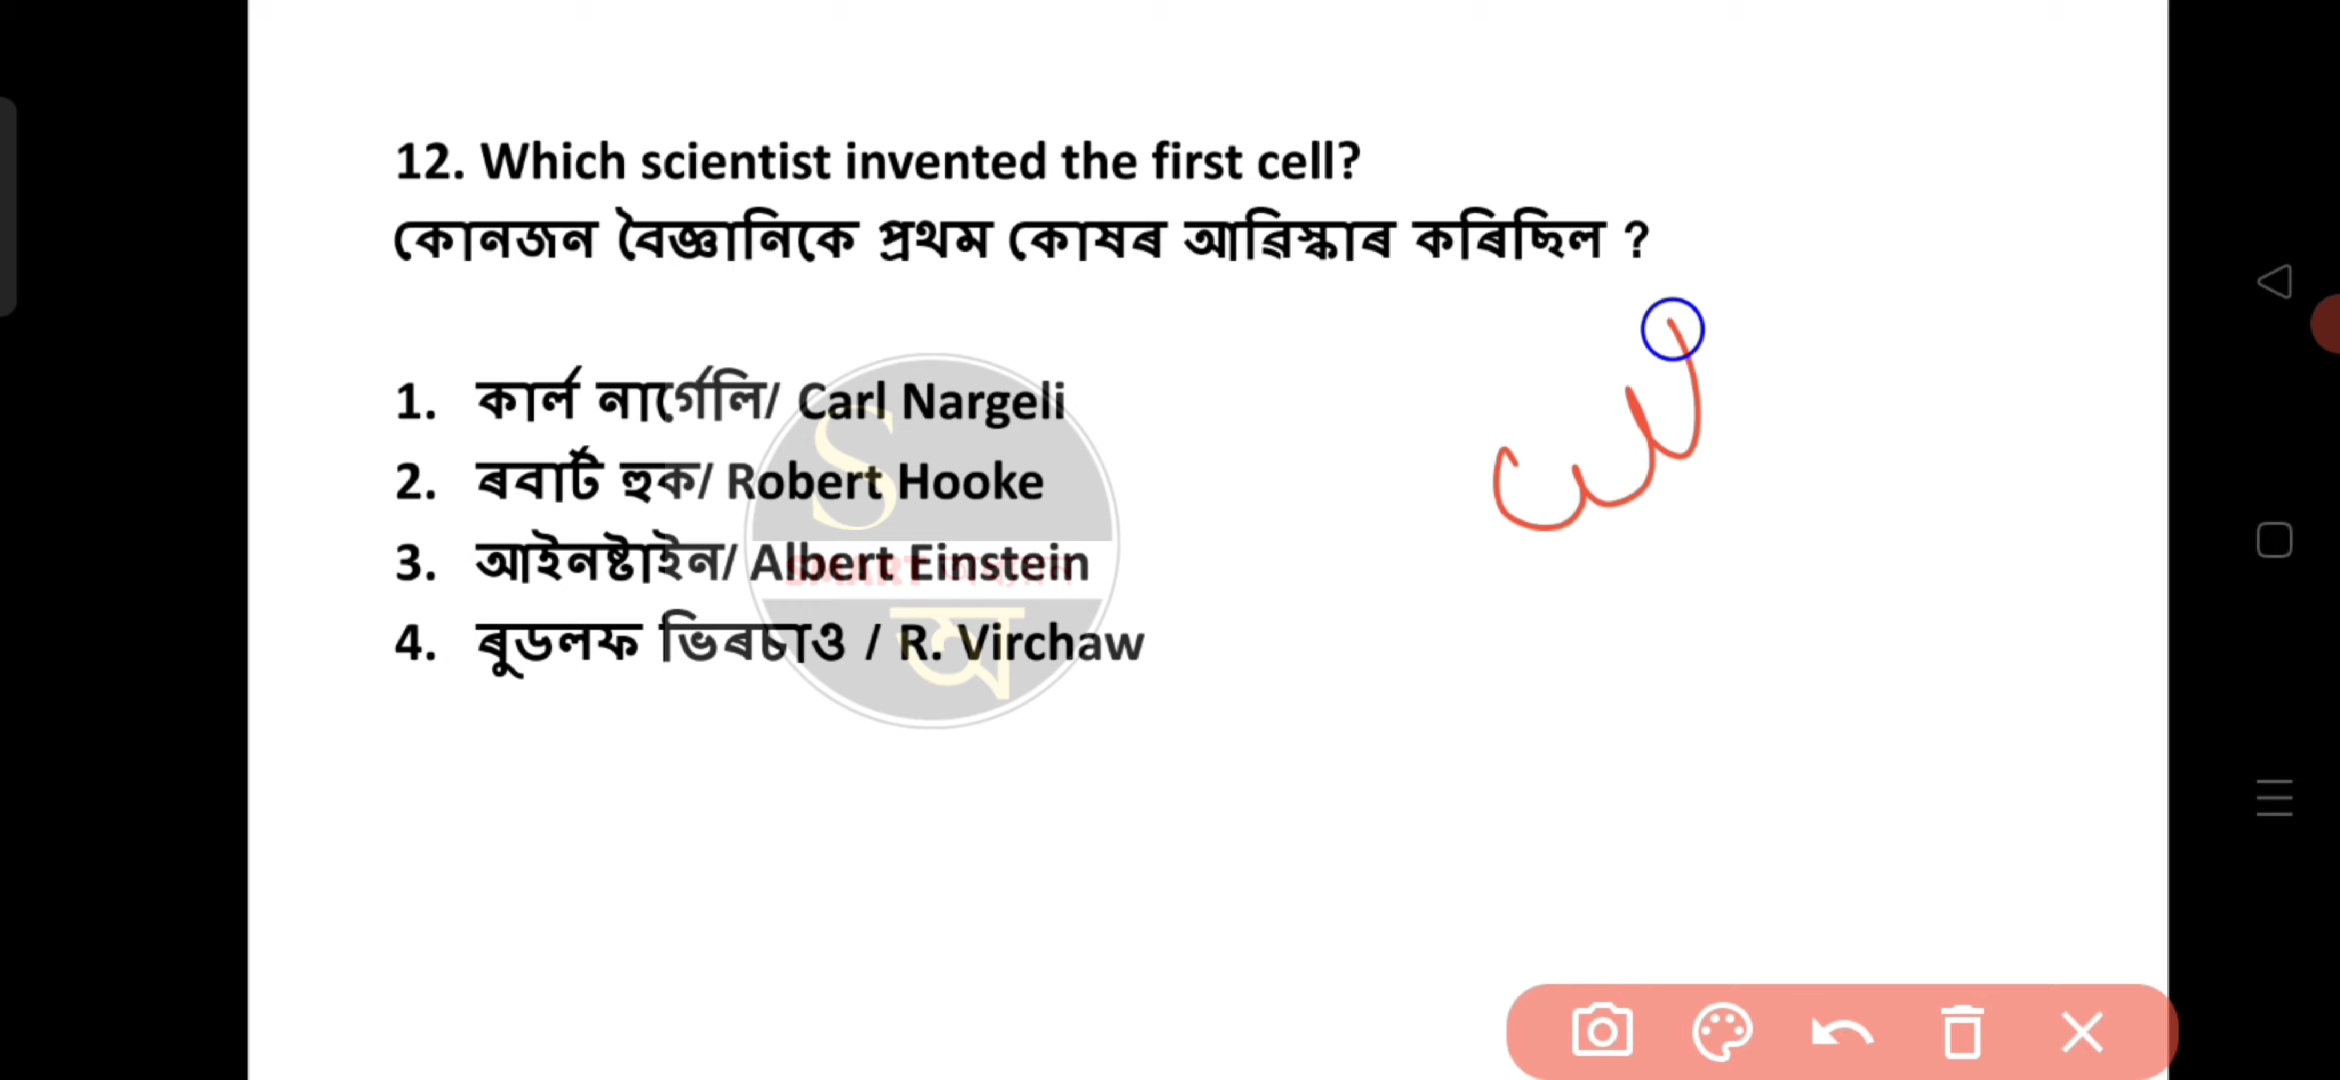 12. Which scientist invented the first cell?
কোনজন বৈজ্ঞানিকে প্ৰথম কোষৰ আৱিস্কাৰ কৰিছিল ?
1. কাৰ্ল নাৰ্গেলি/ Carl Nargeli
2. ৰবাৰ্ট হুক/ Robert Hooke
3. আইনষ্টাইন/ Albert Einstein
4. ৰুডলফ ভিৰচাও / R. Virchaw
S
SMART
অ